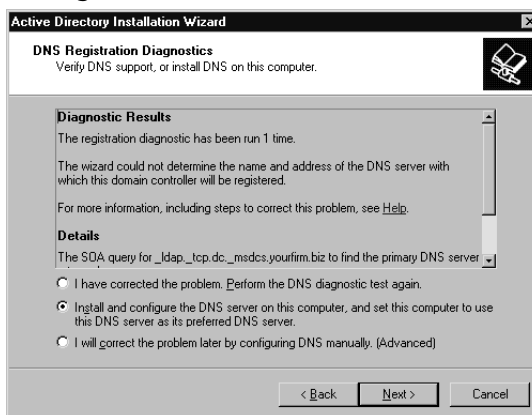 Active Directory Installation Wizard
DNS Registration Diagnostics
Verify DNS support, or install DNS on this computer.
Diagnostic Results
The registration diagnostic has been run 1 time.
The wizard could not determine the name and address of the DNS server with
which this domain controller will be registered.
For more information, including steps to correct this problem, see Help.
Details
The SOA query for _ldap._tcp.dc._msdcs.yourfirm.biz to find the primary DNS server
I have corrected the problem. Perform the DNS diagnostic test again.
Install and configure the DNS server on this computer, and set this computer to use
this DNS server as its preferred DNS server.
I will correct the problem later by configuring DNS manually. (Advanced)
< Back
Next >
Cancel